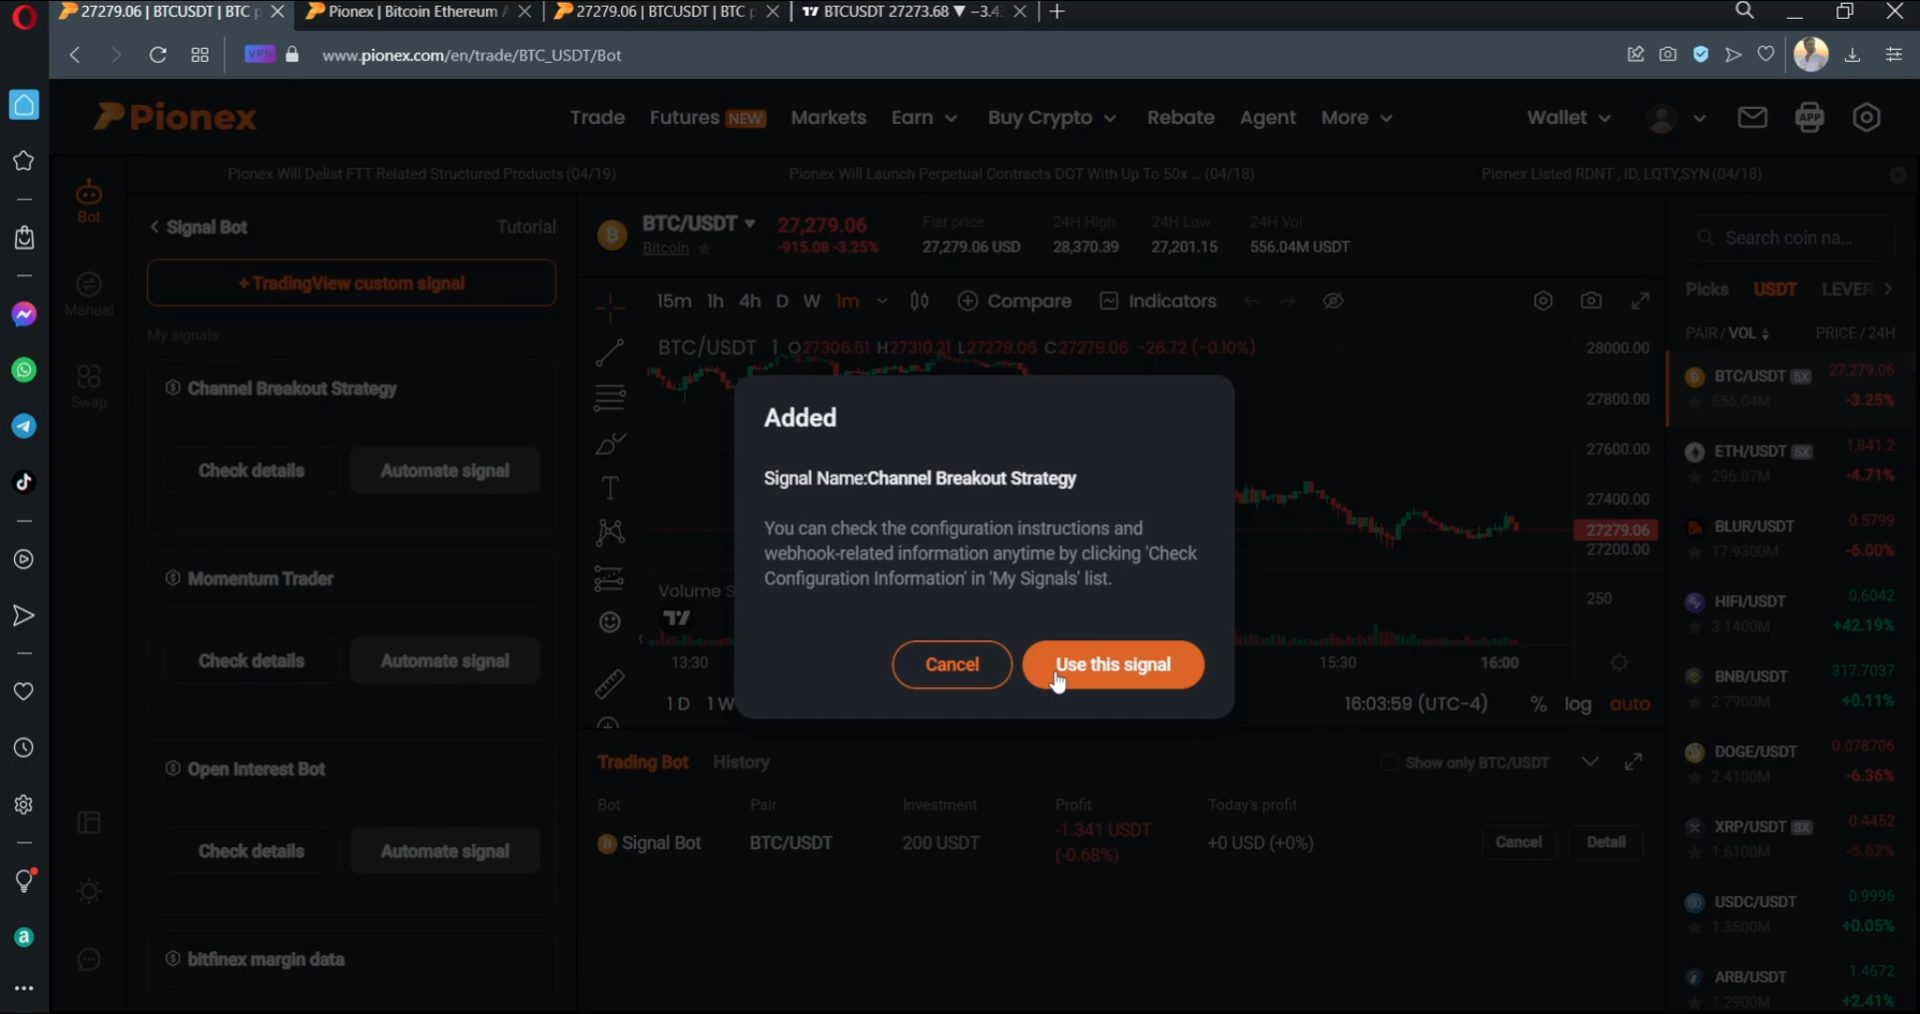 27279.06 | BTCUSDT | BTC p
Pionex | Bitcoin Ethereum A
27279.06 | BTCUSDT | BTC p
BTCUSDT 27273.68 ▼ −3.4
VPN
www.pionex.com/en/trade/BTC_USDT/Bot
Pionex
Trade
Futures NEW
Markets
Earn
Buy Crypto
Rebate
Agent
More
Wallet
APP
Pionex Will Delist FTT Related Structured Products (04/19)
Pionex Will Launch Perpetual Contracts DOT With Up To 50x ... (04/18)
Pionex Listed RDNT , ID, LQTY,SYN (04/18)
Bot
Manual
Swap
< Signal Bot
Tutorial
+ TradingView custom signal
My signals
Channel Breakout Strategy
Check details
Automate signal
Momentum Trader
Check details
Automate signal
Open Interest Bot
Check details
Automate signal
bitfinex margin data
BTC/USDT
Bitcoin
27,279.06
-915.08 -3.25%
Fiat price
27,279.06 USD
24H High
28,370.39
24H Low
27,201.15
24H Vol
556.04M USDT
15m 1h 4h D W 1m
Compare
Indicators
BTC/USDT 1 O27306.61 H27310.21 L27279.06 C27279.06 -26.72 (-0.10%)
28000.00
27800.00
27600.00
27400.00
27279.06
27200.00
Volume S
250
13:30
15:30
16:00
1D 1W
16:03:59 (UTC-4)
% log auto
Added
Signal Name:Channel Breakout Strategy
You can check the configuration instructions and
webhook-related information anytime by clicking 'Check
Configuration Information' in 'My Signals' list.
Cancel
Use this signal
Trading Bot
History
Show only BTC/USDT
Bot
Pair
Investment
Profit
Today's profit
Signal Bot
BTC/USDT
200 USDT
-1.341 USDT
(-0.68%)
+0 USD (+0%)
Cancel
Detail
Search coin na...
Picks
USDT
LEVER
PAIR / VOL
PRICE / 24H
BTC/USDT 5X 27,279.06
556.04M -3.25%
ETH/USDT 5X 1,841.2
296.07M -4.71%
BLUR/USDT 0.5799
17.9300M -6.00%
HIFI/USDT 0.6042
3.1400M +42.19%
BNB/USDT 317.7037
2.7900M +0.11%
DOGE/USDT 0.078706
2.4100M -6.36%
XRP/USDT 3X 0.4452
1.6100M -5.62%
USDC/USDT 0.9996
1.3500M +0.05%
ARB/USDT 1.4672
1.2900M +2.41%